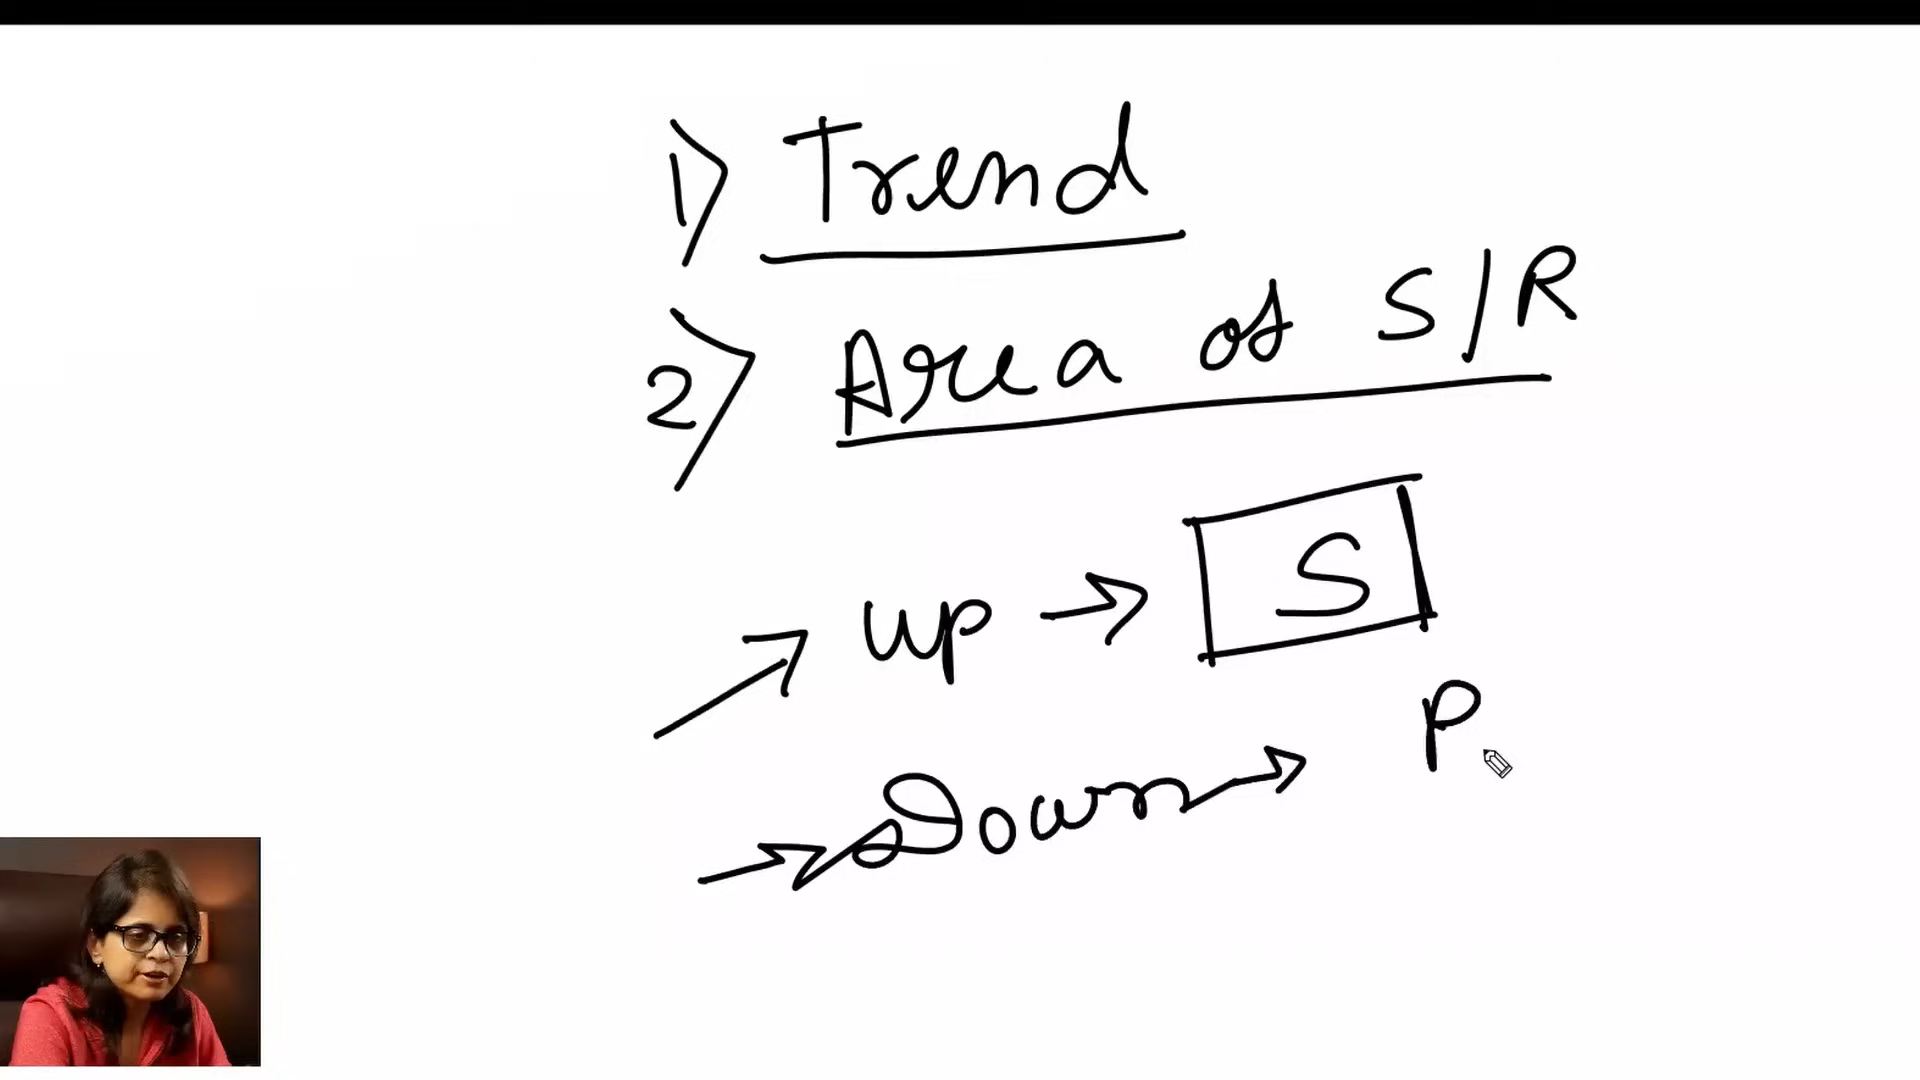 1) Trend
2) Area of S/R
up → S
→ Down → P